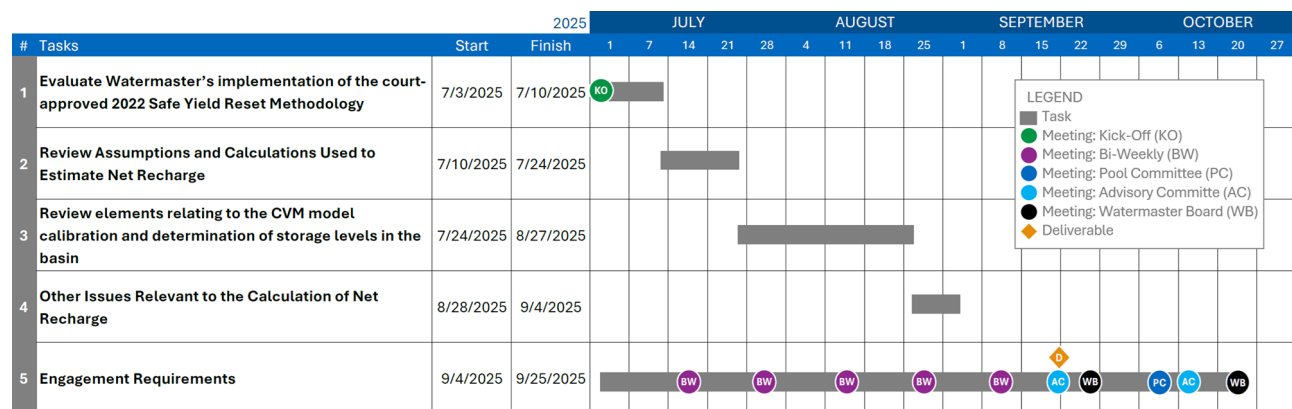 2025 JULY AUGUST SEPTEMBER OCTOBER
# Tasks Start Finish 1 7 14 21 28 4 11 18 25 1 8 15 22 29 6 13 20 27
1 Evaluate Watermaster's implementation of the court-
approved 2022 Safe Yield Reset Methodology
7/3/2025 7/10/2025 KO
LEGEND
Task
Meeting: Kick-Off (KO)
Meeting: Bi-Weekly (BW)
Meeting: Pool Committee (PC)
Meeting: Advisory Committe (AC)
Meeting: Watermaster Board (WB)
Deliverable
2 Review Assumptions and Calculations Used to
Estimate Net Recharge
7/10/2025 7/24/2025
3 Review elements relating to the CVM model
calibration and determination of storage levels in the
basin
7/24/2025 8/27/2025
4 Other Issues Relevant to the Calculation of Net
Recharge
8/28/2025 9/4/2025
D
5 Engagement Requirements 9/4/2025 9/25/2025 BW BW BW BW BW AC WB PC AC WB